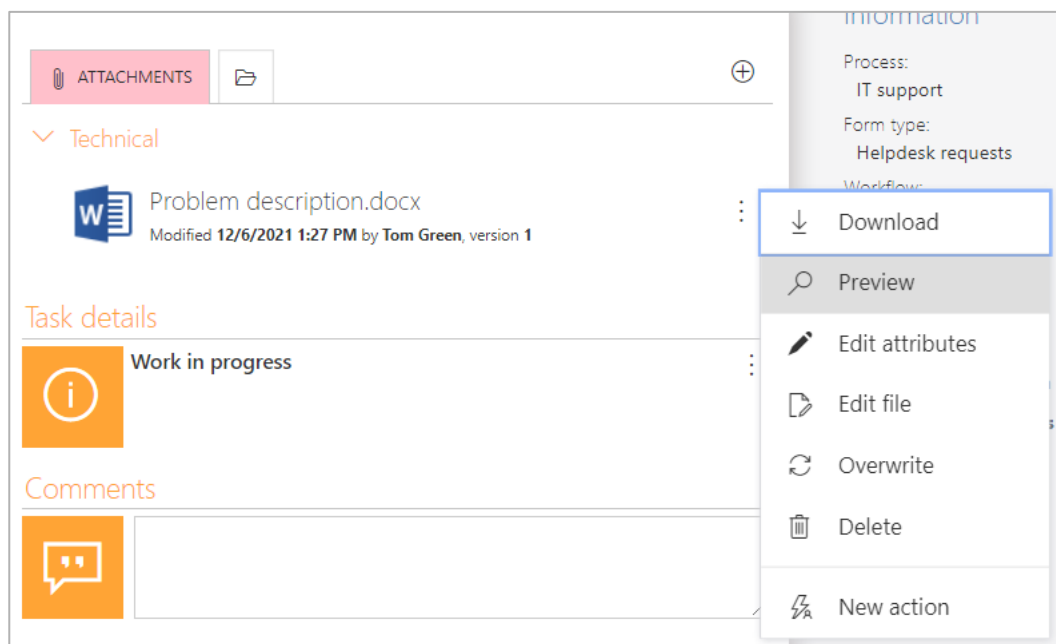 Information
ATTACHMENTS
Process:
IT support
Technical
Form type:
Helpdesk requests
Workflow:
W
Problem description.docx
Modified 12/6/2021 1:27 PM by Tom Green, version 1
Download
Preview
Edit attributes
Edit file
Overwrite
Delete
New action
Task details
Work in progress
Comments